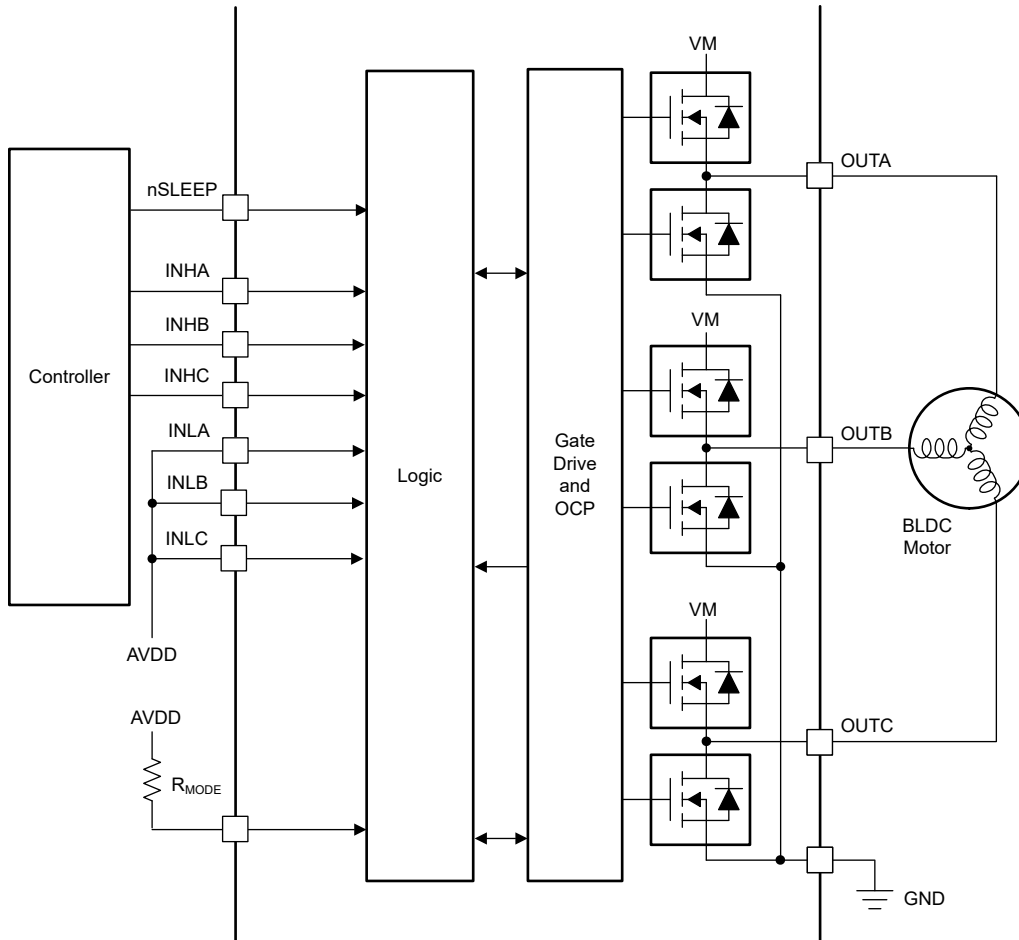 VM
OUTA
nSLEEP
INHA
INHB
INHC
Controller
INLA
INLB
INLC
AVDD
AVDD
RMODE
Logic
Gate
Drive
and
OCP
VM
OUTB
BLDC
Motor
VM
OUTC
GND